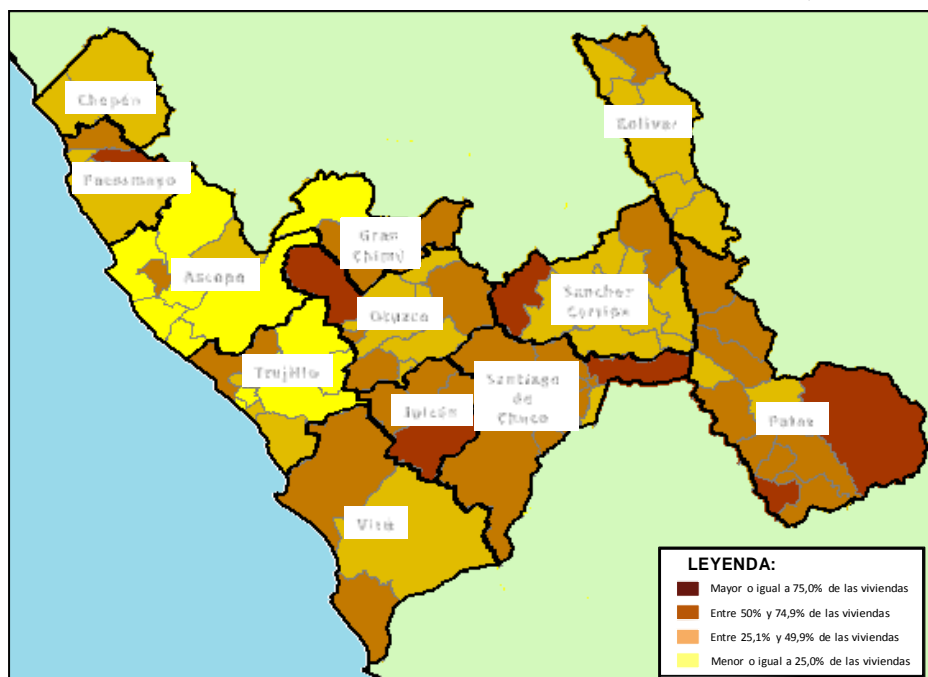 Chepén
Bolívar
Pacasmayo
Gran
Chimú
Ascope
Sánchez
Carrión
Otuzco
Trujillo
Santiago
de
Chuco
Julcán
Pataz
Virú
LEYENDA:
Mayor o igual a 75,0% de las viviendas
Entre 50% y 74,9% de las viviendas
Entre 25,1% y 49,9% de las viviendas
Menor o igual a 25,0% de las viviendas